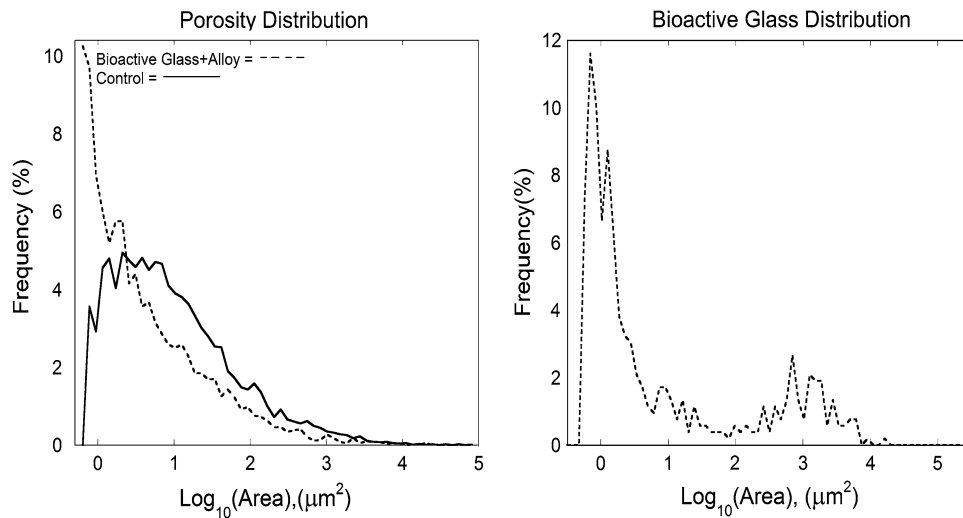 Porosity Distribution
10
8
6
4
2
0
Frequency (%)
Bioactive Glass+Alloy =
Control =
0 1 2 3 4 5
Log10(Area),(μm²)
Bioactive Glass Distribution
12
10
8
6
4
2
0
Frequency(%)
0 1 2 3 4 5
Log10(Area), (μm²)